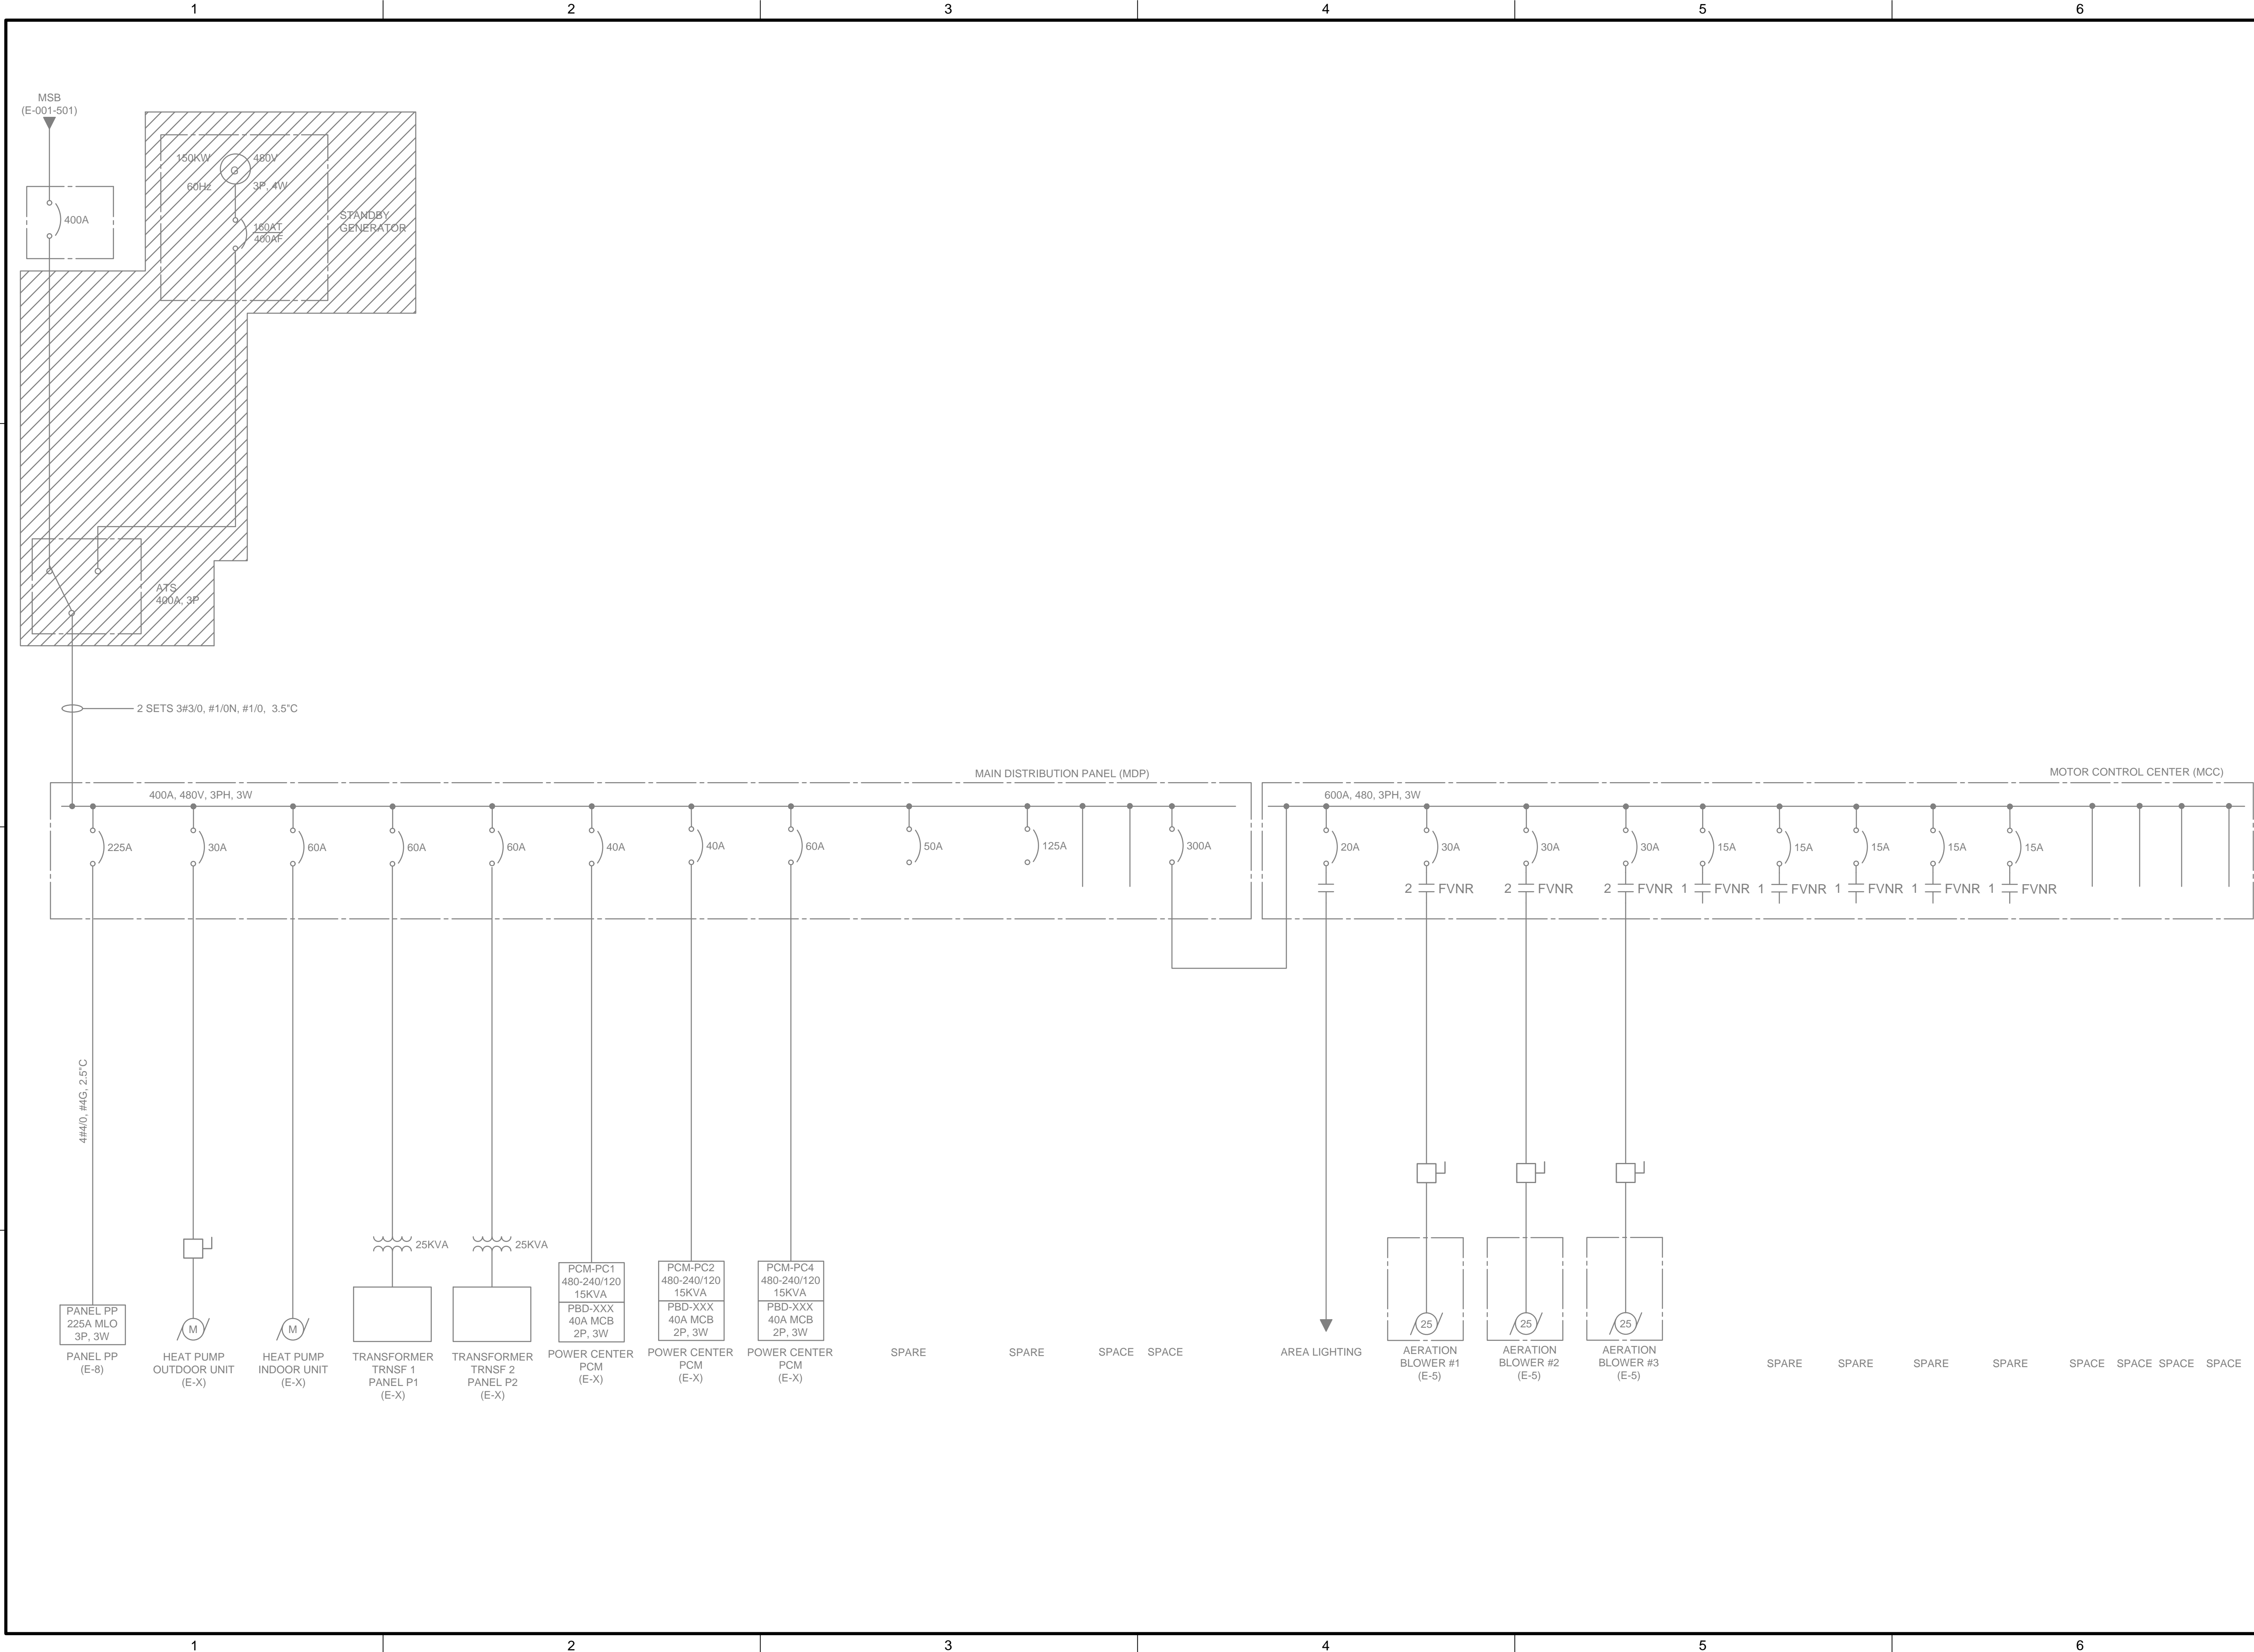 1
2
3
4
5
6
MSB
(E-001-501)
400A
150KW
480V
G
60Hz
3P, 4W
160AT
400AF
STANDBY
GENERATOR
ATS
400A, 3P
2 SETS 3#3/0, #1/0N, #1/0, 3.5"C
MAIN DISTRIBUTION PANEL (MDP)
MOTOR CONTROL CENTER (MCC)
400A, 480V, 3PH, 3W
600A, 480, 3PH, 3W
225A
30A
60A
60A
60A
40A
40A
60A
50A
125A
300A
20A
30A
30A
30A
15A
15A
15A
15A
15A
2 FVNR
2 FVNR
2 FVNR
1 FVNR
1 FVNR
1 FVNR
1 FVNR
1 FVNR
4#4/0, #4G, 2.5"C
25KVA
25KVA
PANEL PP
225A MLO
3P, 3W
PANEL PP
(E-8)
M
HEAT PUMP
OUTDOOR UNIT
(E-X)
M
HEAT PUMP
INDOOR UNIT
(E-X)
TRANSFORMER
TRNSF 1
PANEL P1
(E-X)
TRANSFORMER
TRNSF 2
PANEL P2
(E-X)
PCM-PC1
480-240/120
15KVA
PBD-XXX
40A MCB
2P, 3W
POWER CENTER
PCM
(E-X)
PCM-PC2
480-240/120
15KVA
PBD-XXX
40A MCB
2P, 3W
POWER CENTER
PCM
(E-X)
PCM-PC4
480-240/120
15KVA
PBD-XXX
40A MCB
2P, 3W
POWER CENTER
PCM
(E-X)
SPARE
SPARE
SPACE
SPACE
AREA LIGHTING
25
AERATION
BLOWER #1
(E-5)
25
AERATION
BLOWER #2
(E-5)
25
AERATION
BLOWER #3
(E-5)
SPARE
SPARE
SPARE
SPARE
SPACE
SPACE
SPACE
SPACE
1
2
3
4
5
6